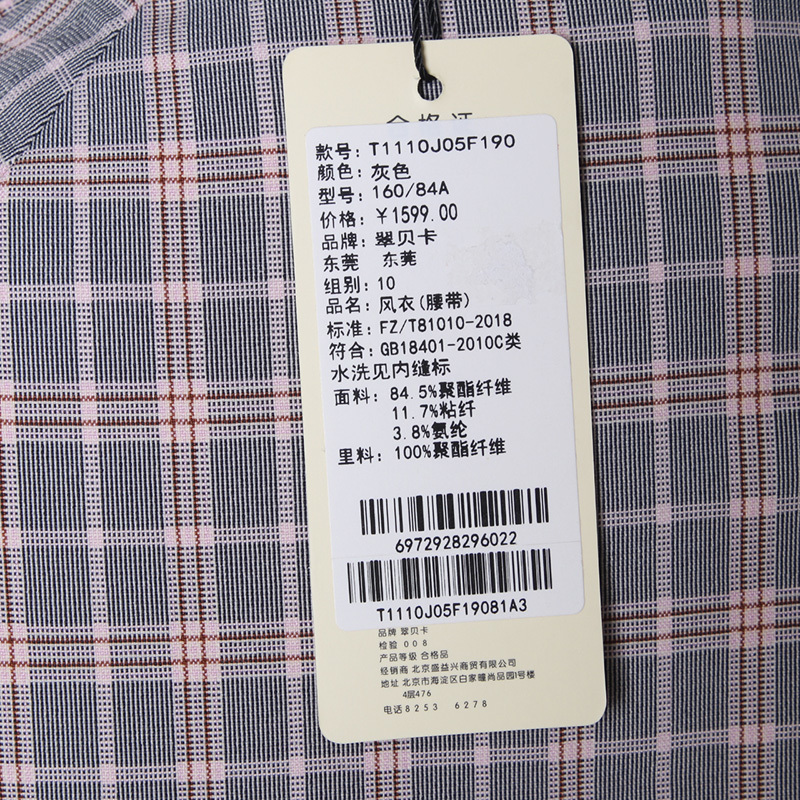 合格证
款号: T1110J05F190
颜色: 灰色
型号: 160/84A
价格: ¥1599.00
品牌: 翠贝卡
东莞 东莞
组别: 10
品名: 风衣(腰带)
标准: FZ/T81010-2018
符合: GB18401-2010C类
水洗见内缝标
面料: 84.5%聚酯纤维
11.7%粘纤
3.8%氨纶
里料: 100%聚酯纤维
6972928296022
T1110J05F19081A3
品牌 翠贝卡
检验 008
产品等级 合格品
经销商 北京盛益兴商贸有限公司
地址 北京市海淀区白家疃尚品园1号楼
4层476
电话8253 6278